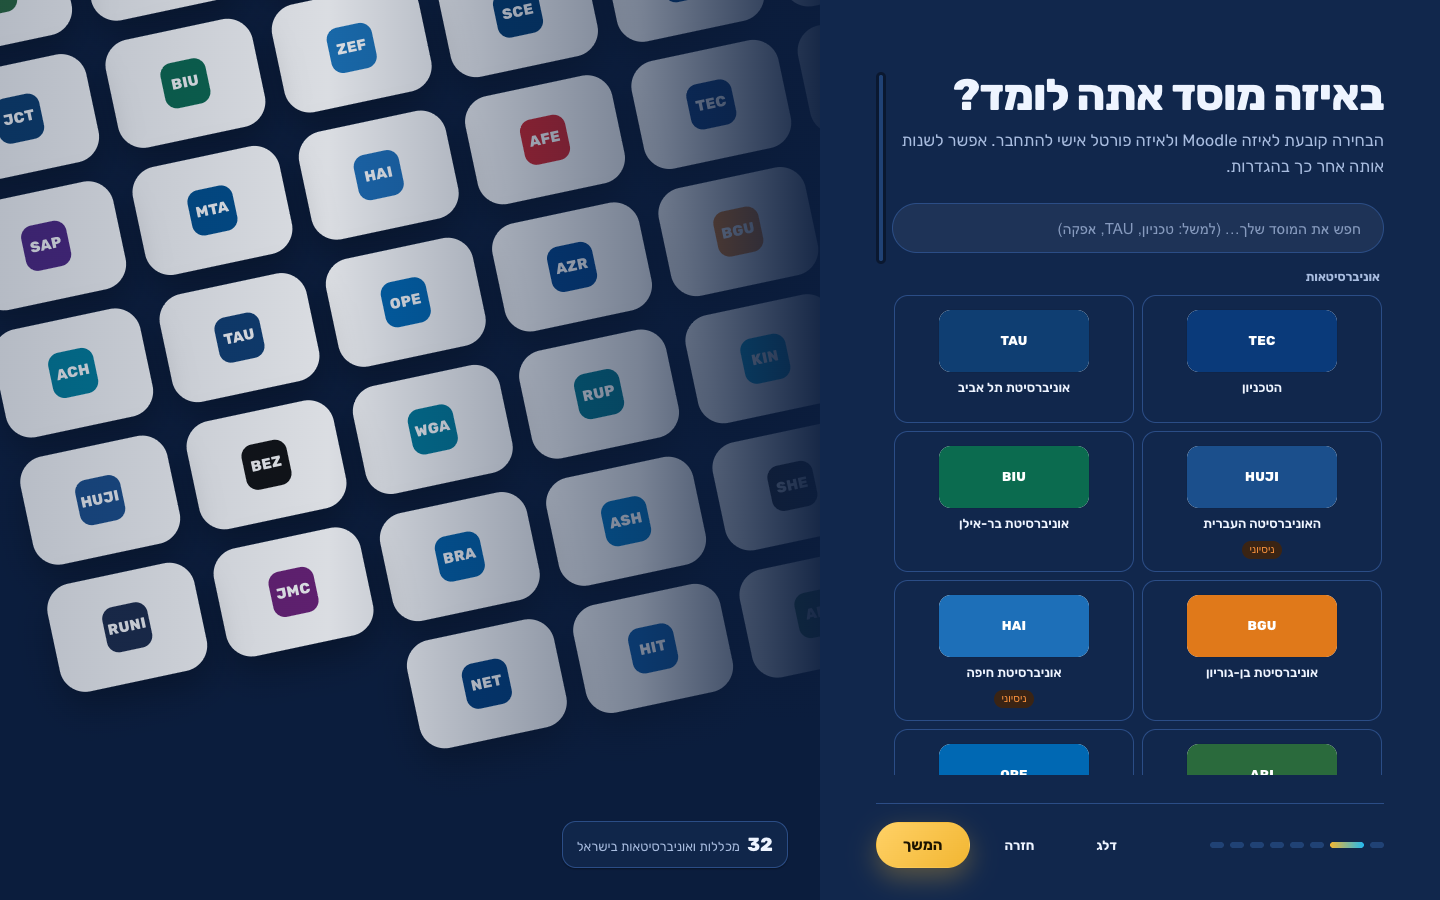 באיזה מוסד אתה לומד?
הבחירה קובעת לאיזה Moodle ולאיזה פורטל אישי להתחבר. אפשר לשנות
אותה אחר כך בהגדרות.
חפש את המוסד שלך... (למשל: טכניון, TAU, אפקה)
אוניברסיטאות
TEC
הטכניון
TAU
אוניברסיטת תל אביב
HUJI
האוניברסיטה העברית
ניסיוני
BIU
אוניברסיטת בר-אילן
BGU
אוניברסיטת בן-גוריון
HAI
אוניברסיטת חיפה
ניסיוני
ARI
OPE
דלג
חזרה
המשך
SCE
ZEF
BIU
JCT
TEC
AFE
HAI
MTA
SAP
BGU
AZR
OPE
TAU
ACH
KIN
RUP
WGA
BEZ
HUJI
SHE
ASH
BRA
JMC
RUNI
HIT
NET
32 מכללות ואוניברסיטאות בישראל